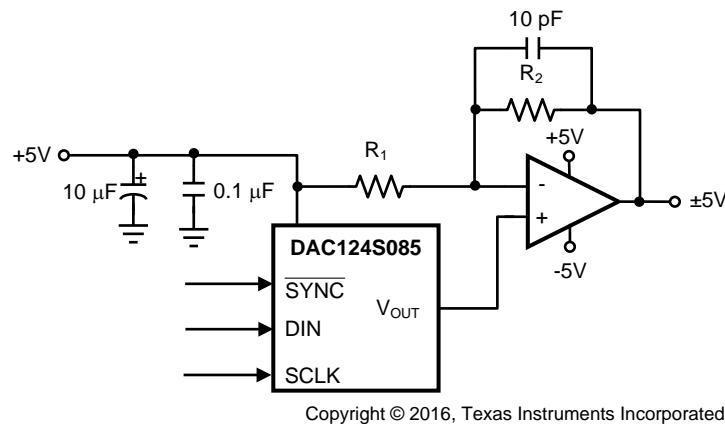 10 pF
R2
R1
+5V
+5V
10 μF
+
0.1 μF
-
+
±5V
-5V
DAC124S085
SYNC
VOUT
DIN
SCLK
Copyright © 2016, Texas Instruments Incorporated